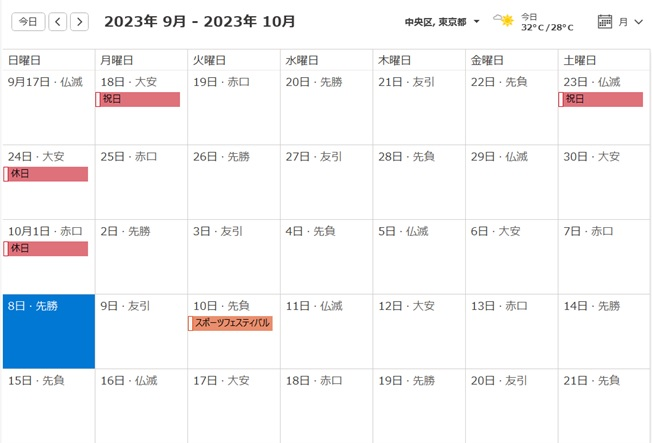 今日
2023年 9月 - 2023年 10月
中央区, 東京都
今日
32°C / 28°C
月
日曜日 月曜日 火曜日 水曜日 木曜日 金曜日 土曜日
9月17日・仏滅 18日・大安 19日・赤口 20日・先勝 21日・友引 22日・先負 23日・仏滅
祝日 祝日
24日・大安 25日・赤口 26日・先勝 27日・友引 28日・先負 29日・仏滅 30日・大安
休日
10月1日・赤口 2日・先勝 3日・友引 4日・先負 5日・仏滅 6日・大安 7日・赤口
休日
8日・先勝 9日・友引 10日・先負 11日・仏滅 12日・大安 13日・赤口 14日・先勝
スポーツフェスティバル
15日・先負 16日・仏滅 17日・大安 18日・赤口 19日・先勝 20日・友引 21日・先負